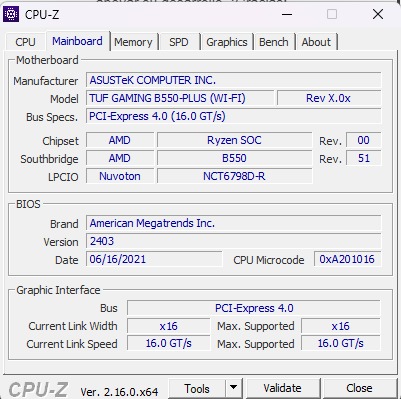 CPU-Z
CPU Mainboard Memory SPD Graphics Bench About
Motherboard
Manufacturer ASUSTeK COMPUTER INC.
Model TUF GAMING B550-PLUS (WI-FI) Rev X.0x
Bus Specs. PCI-Express 4.0 (16.0 GT/s)
Chipset AMD Ryzen SOC Rev. 00
Southbridge AMD B550 Rev. 51
LPCIO Nuvoton NCT6798D-R
BIOS
Brand American Megatrends Inc.
Version 2403
Date 06/16/2021 CPU Microcode 0xA201016
Graphic Interface
Bus PCI-Express 4.0
Current Link Width x16 Max. Supported x16
Current Link Speed 16.0 GT/s Max. Supported 16.0 GT/s
CPU-Z Ver. 2.16.0.x64 Tools Validate Close